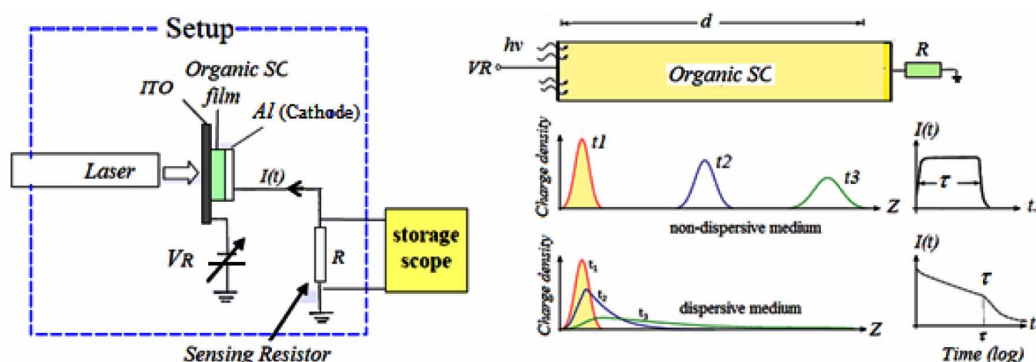 Setup
Organic SC
film
ITO
Al (Cathode)
Laser
I(t)
VR
R
storage
scope
Sensing Resistor
d
hν
VR
Organic SC
R
Charge density
t1
t2
t3
Z
non-dispersive medium
I(t)
τ
t
Charge density
t1
t2
t3
dispersive medium
Z
I(t)
τ
t
τ
Time (log)